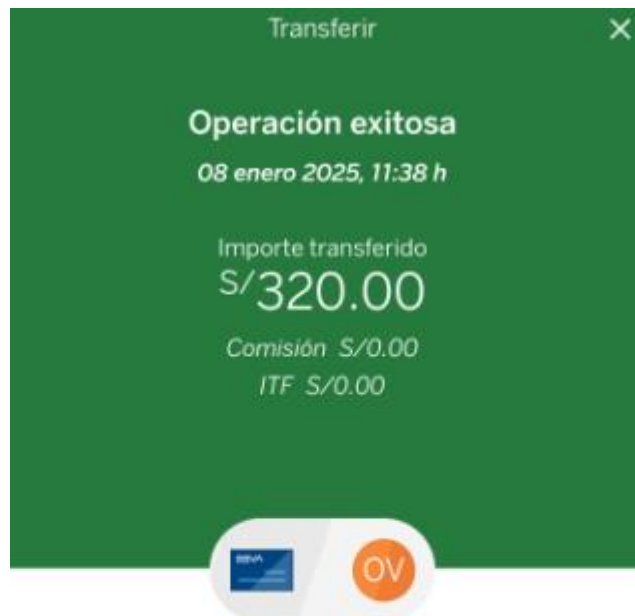 Transferir
Operación exitosa
08 enero 2025, 11:38 h
Importe transferido
S/320.00
Comisión S/0.00
ITF S/0.00
BBVA
OV